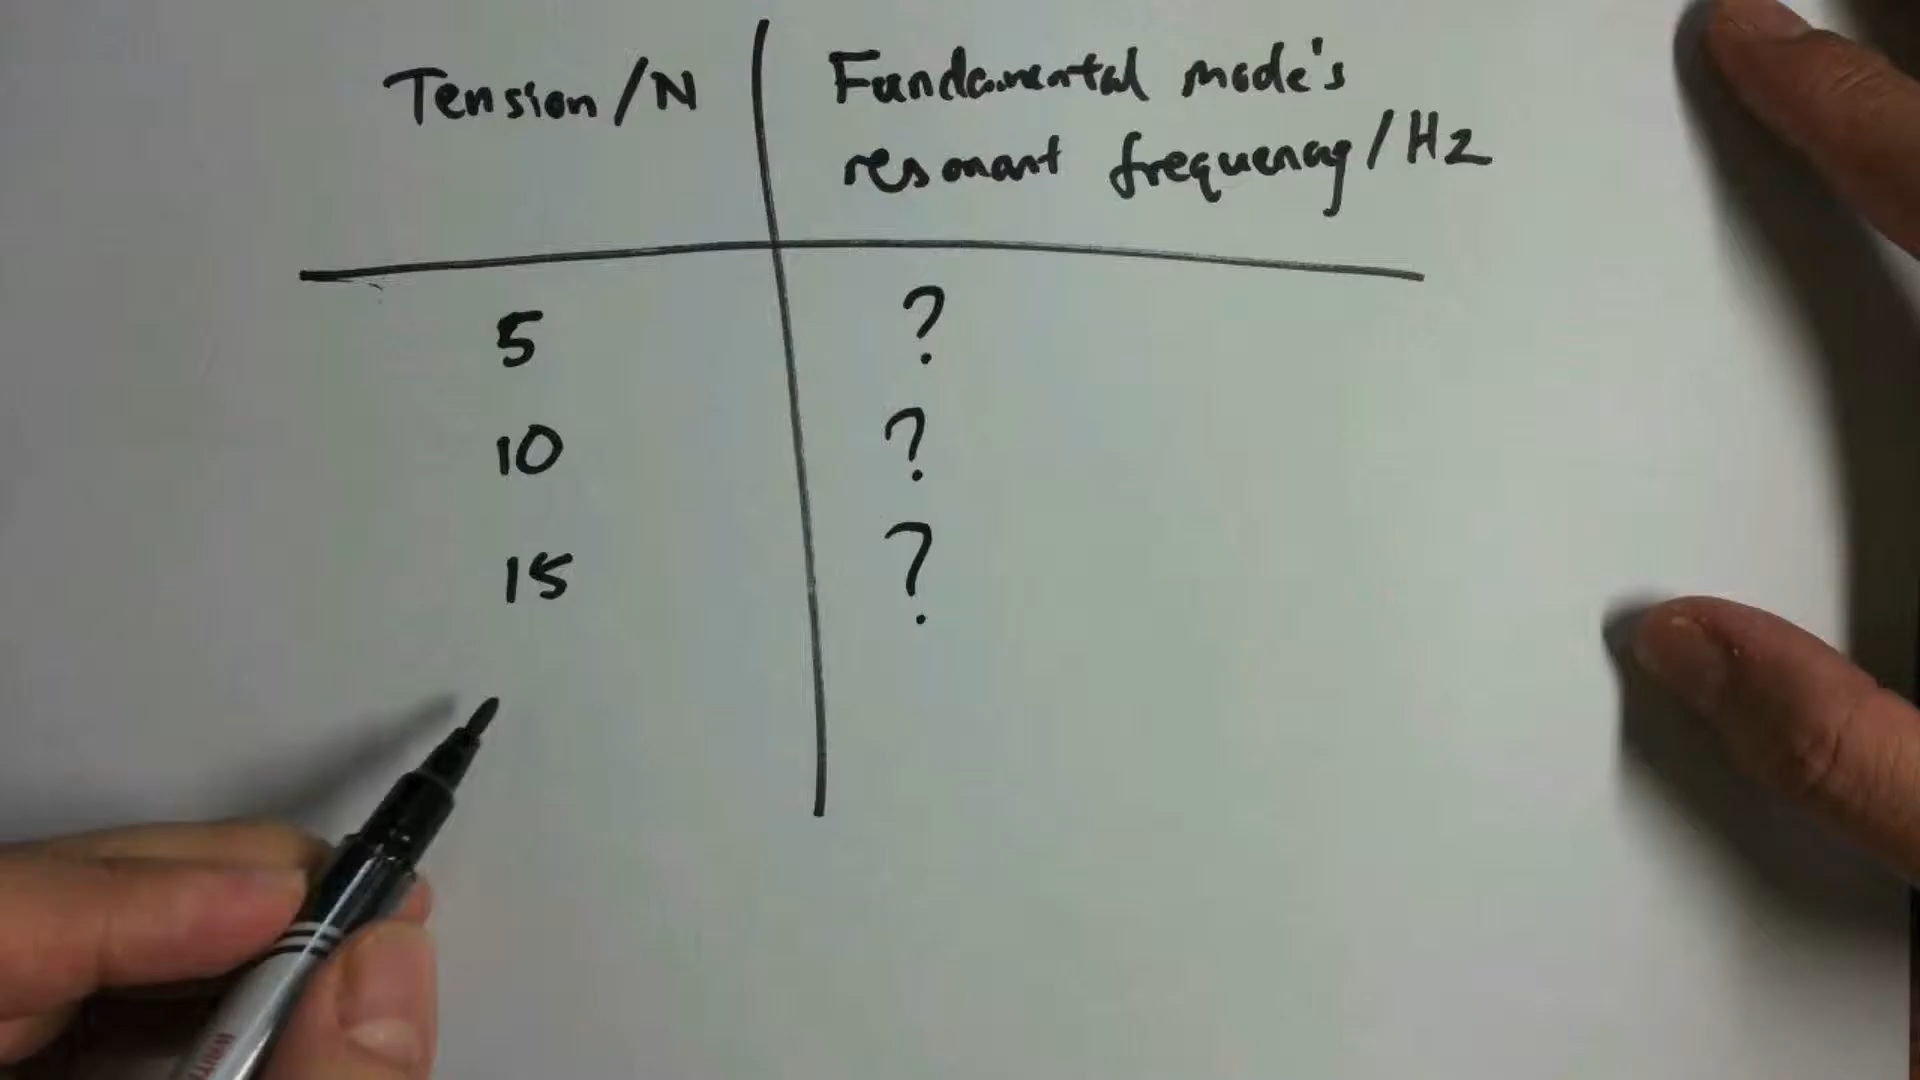 Tension/N
Fundamental mode's
resonant frequency/Hz
5 ?
10 ?
15 ?